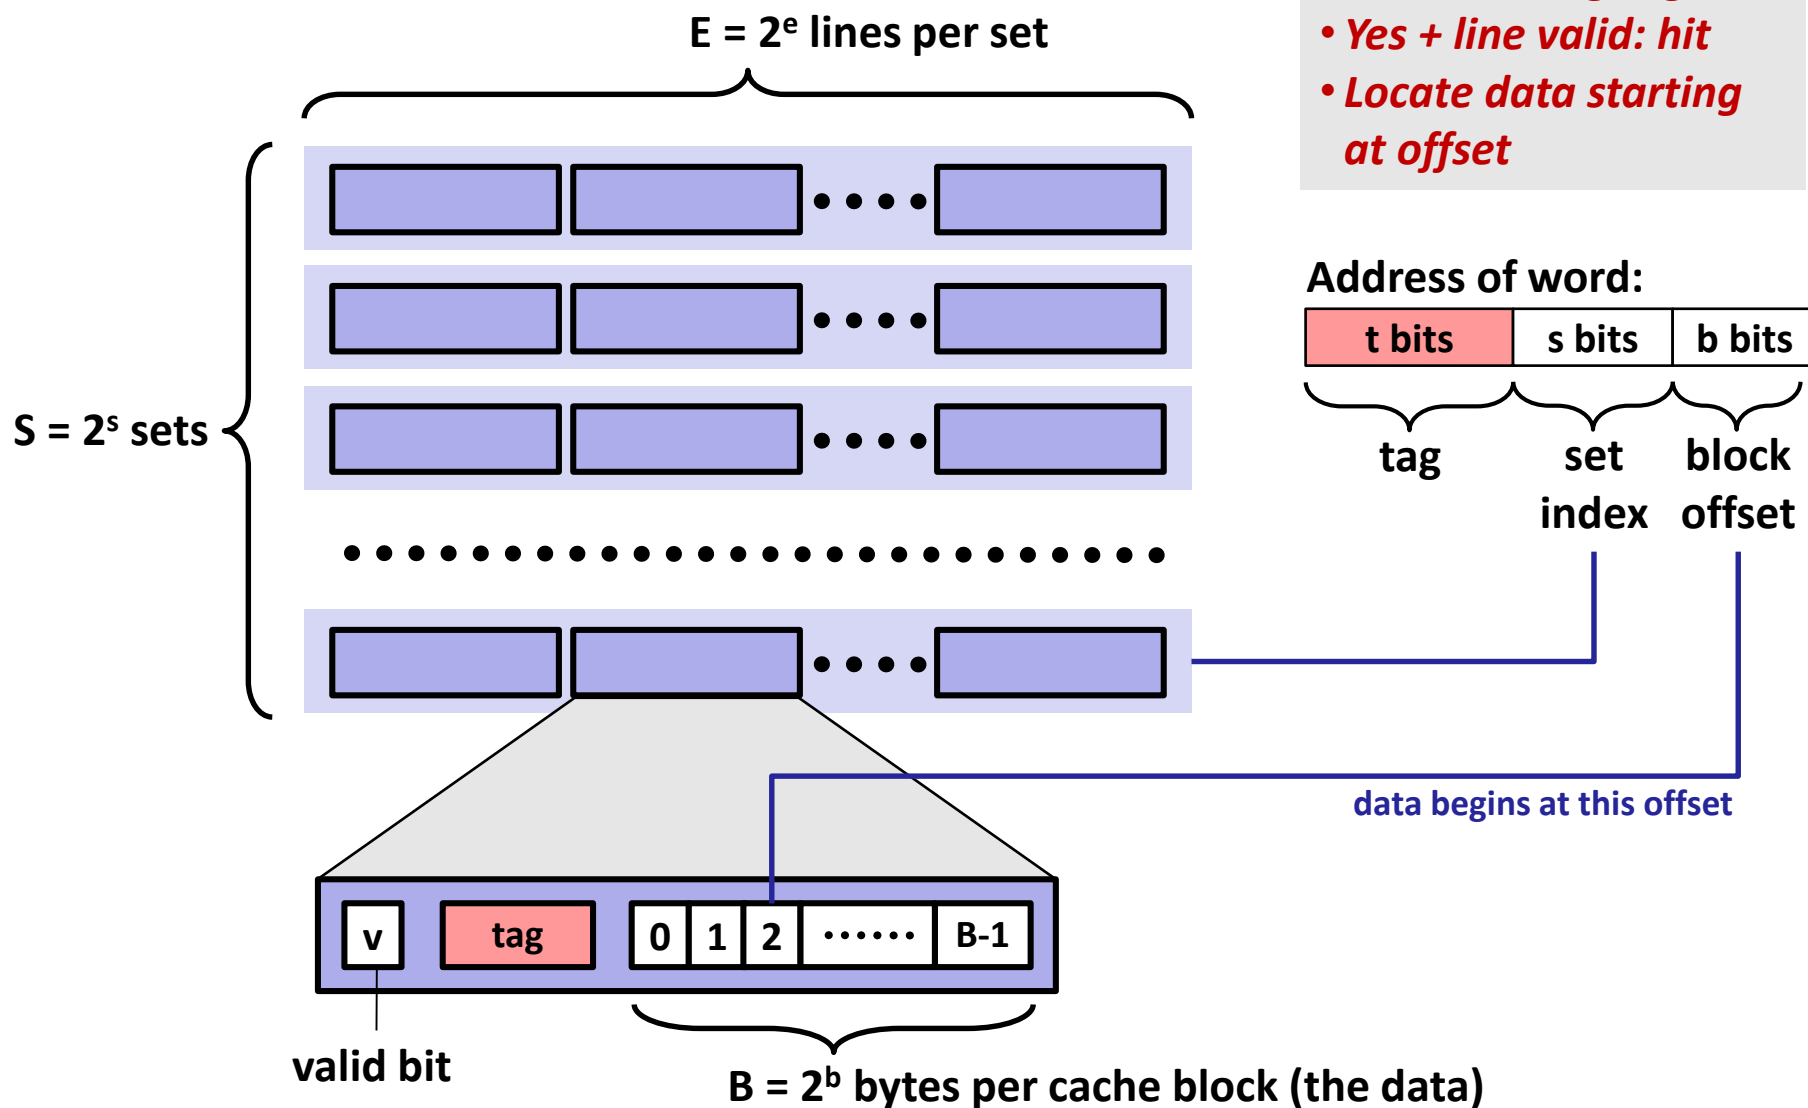 E = 2ᵉ lines per set
• Yes + line valid: hit
• Locate data starting
at offset
S = 2ˢ sets
Address of word:
t bits s bits b bits
tag set block
index offset
data begins at this offset
v tag 0 1 2 •••••• B-1
valid bit
B = 2ᵇ bytes per cache block (the data)